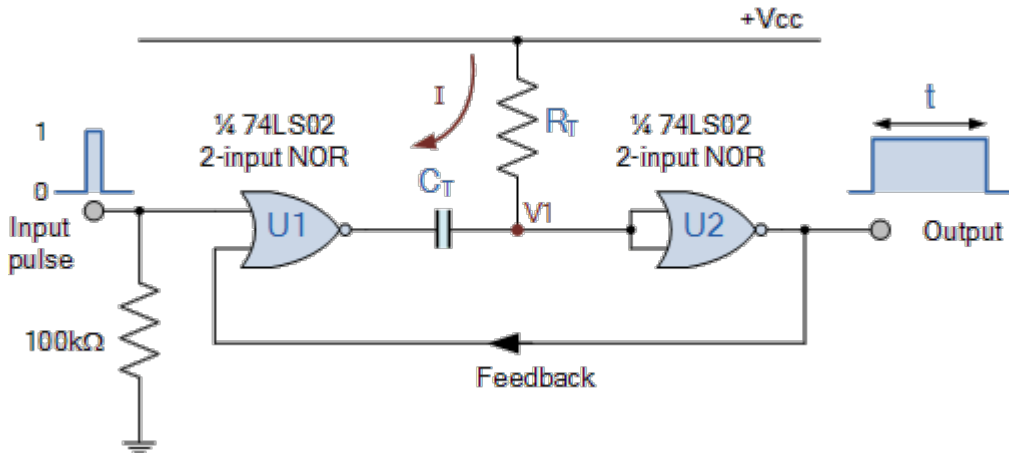 +Vcc
I
R_T
t
1
0
¼ 74LS02
2-input NOR
¼ 74LS02
2-input NOR
C_T
V1
U1
U2
Input
pulse
Output
100kΩ
Feedback